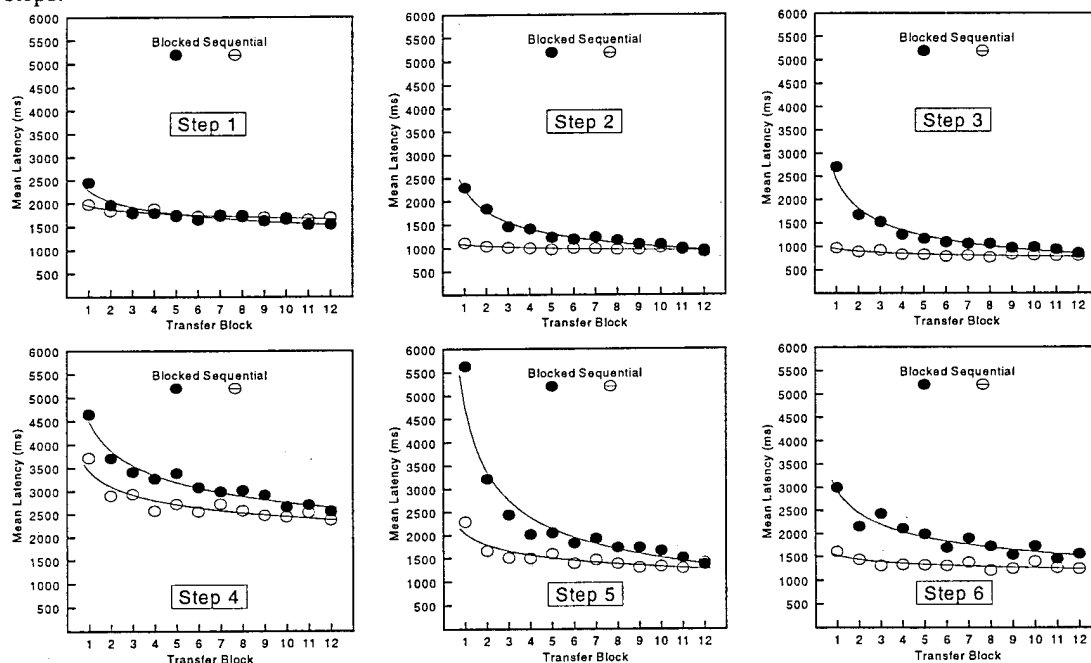 steps.
6000
5500
5000
4500
4000
3500
3000
2500
2000
1500
1000
500
Mean Latency (ms)
Blocked Sequential
Step 1
1 2 3 4 5 6 7 8 9 10 11 12
Transfer Block
6000
5500
5000
4500
4000
3500
3000
2500
2000
1500
1000
500
Mean Latency (ms)
Blocked Sequential
Step 2
1 2 3 4 5 6 7 8 9 10 11 12
Transfer Block
6000
5500
5000
4500
4000
3500
3000
2500
2000
1500
1000
500
Mean Latency (ms)
Blocked Sequential
Step 3
1 2 3 4 5 6 7 8 9 10 11 12
Transfer Block
6000
5500
5000
4500
4000
3500
3000
2500
2000
1500
1000
500
Mean Latency (ms)
Blocked Sequential
Step 4
1 2 3 4 5 6 7 8 9 10 11 12
Transfer Block
6000
5500
5000
4500
4000
3500
3000
2500
2000
1500
1000
500
Mean Latency (ms)
Blocked Sequential
Step 5
1 2 3 4 5 6 7 8 9 10 11 12
Transfer Block
6000
5500
5000
4500
4000
3500
3000
2500
2000
1500
1000
500
Mean Latency (ms)
Blocked Sequential
Step 6
1 2 3 4 5 6 7 8 9 10 11 12
Transfer Block